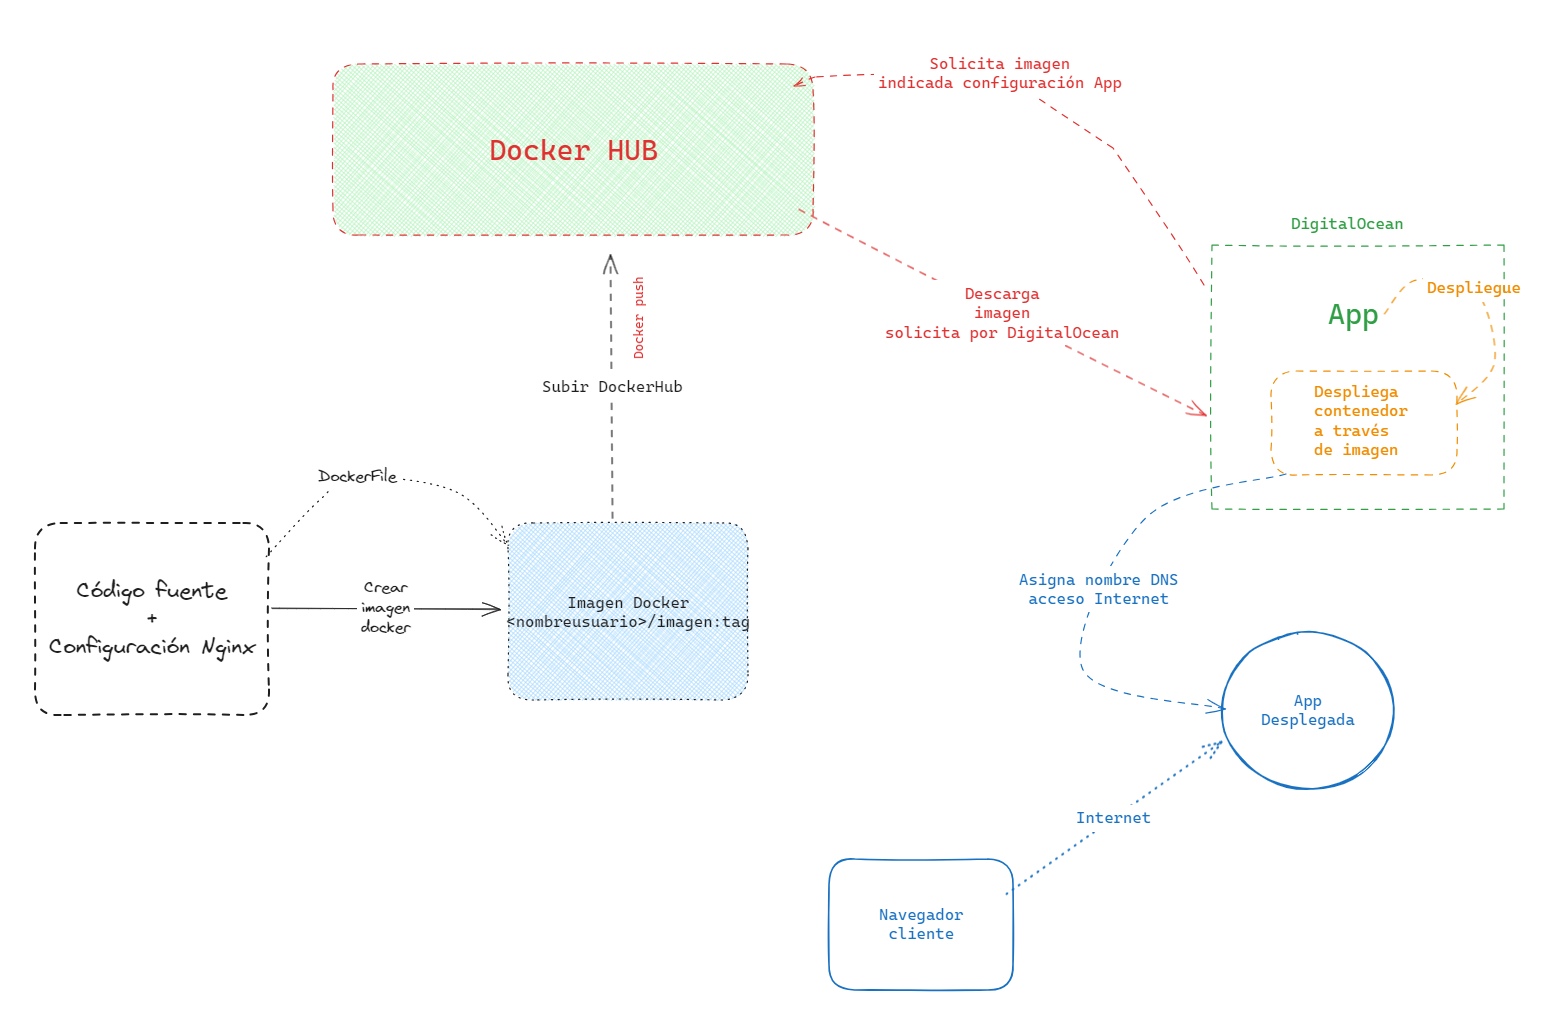 Solicita imagen
indicada configuración App
Docker HUB
DigitalOcean
Despliegue
Descarga
imagen
solicita por DigitalOcean
App
Docker push
Subir DockerHub
Despliega
contenedor
a través
de imagen
DockerFile
Código fuente
+
Configuración Nginx
Crear
imagen
docker
Imagen Docker
<nombreusuario>/imagen:tag
Asigna nombre DNS
acceso Internet
App
Desplegada
Internet
Navegador
cliente